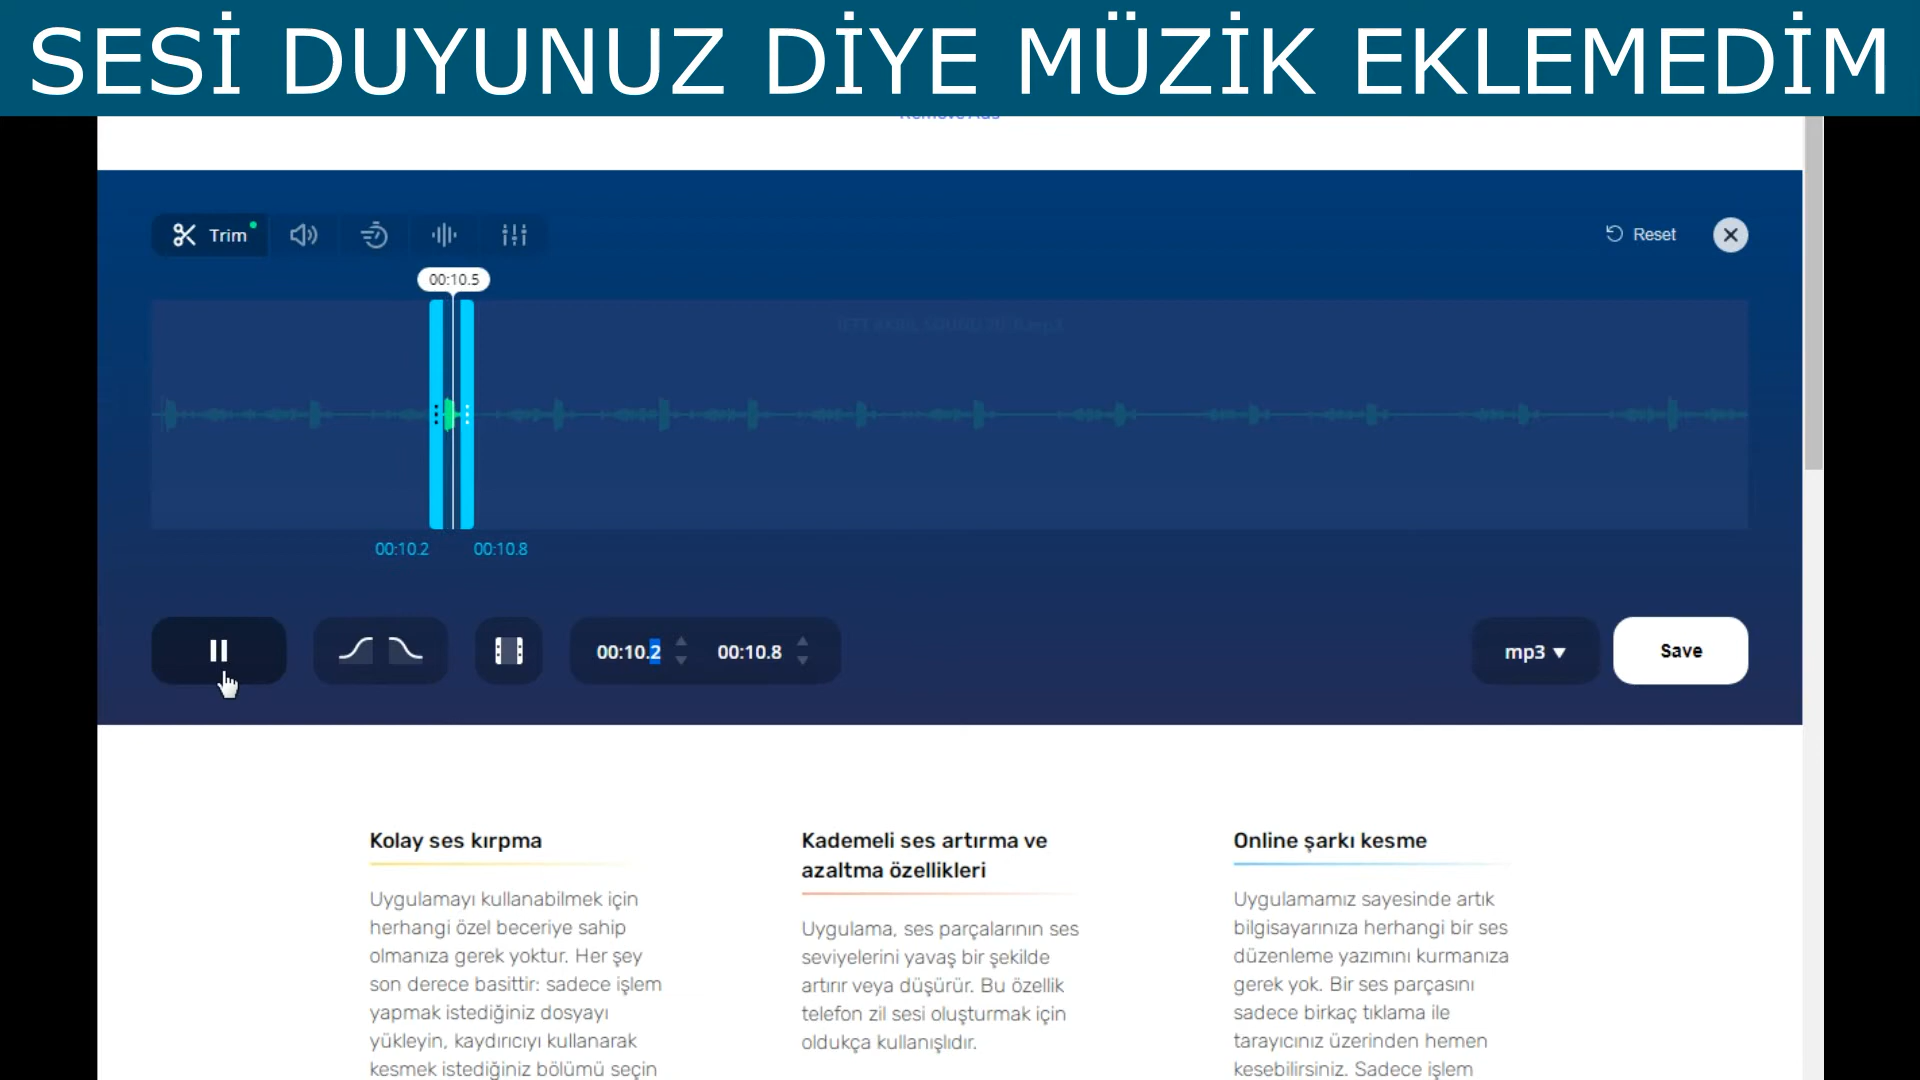 SESİ DUYUNUZ DİYE MÜZİK EKLEMEDİM
Trim
Reset
00:10.5
00:10.2
00:10.8
00:10.2
00:10.8
mp3
Save
Kolay ses kırpma
Uygulamayı kullanabilmek için
herhangi özel beceriye sahip
olmanıza gerek yoktur. Her şey
son derece basittir: sadece işlem
yapmak istediğiniz dosyayı
yükleyin, kaydırıcıyı kullanarak
kesmek istediğiniz bölümü seçin
Kademeli ses artırma ve
azaltma özellikleri
Uygulama, ses parçalarının ses
seviyelerini yavaş bir şekilde
artırır veya düşürür. Bu özellik
telefon zil sesi oluşturmak için
oldukça kullanışlıdır.
Online şarkı kesme
Uygulamamız sayesinde artık
bilgisayarınıza herhangi bir ses
düzenleme yazımını kurmanıza
gerek yok. Bir ses parçasını
sadece birkaç tıklama ile
tarayıcınız üzerinden hemen
kesebilirsiniz. Sadece işlem